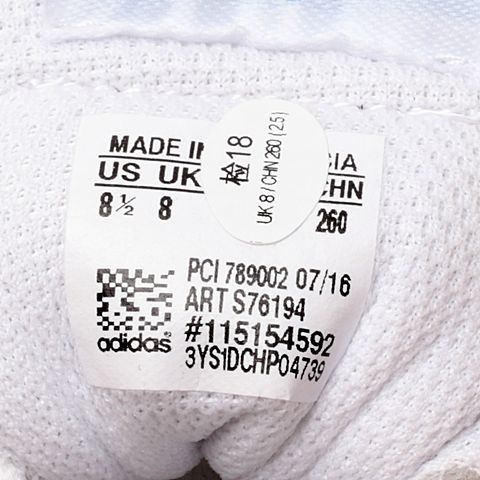 MADE IN
CIA
US UK
CHN
8½ 8
260
检18
UK 8 / CHN 260 ( 2.5 )
PCI 789002 07/16
ART S76194
#115154592
3YS1DCHP04739
adidas